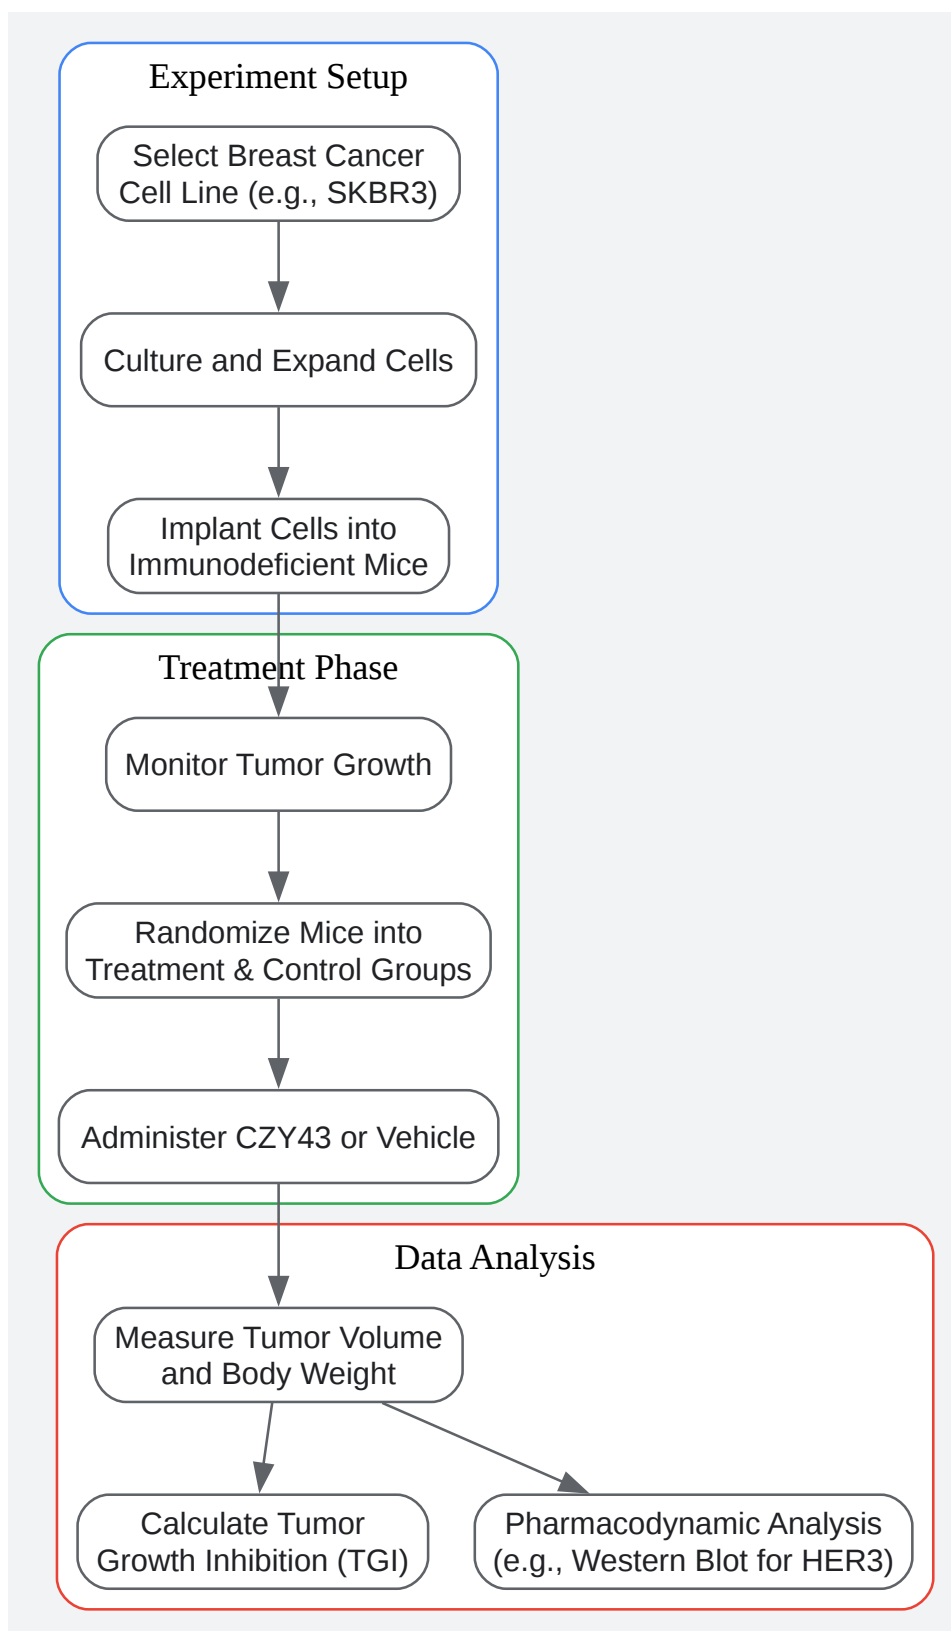 Experiment Setup
Select Breast Cancer
Cell Line (e.g., SKBR3)
Culture and Expand Cells
Implant Cells into
Immunodeficient Mice
Treatment Phase
Monitor Tumor Growth
Randomize Mice into
Treatment & Control Groups
Administer CZY43 or Vehicle
Data Analysis
Measure Tumor Volume
and Body Weight
Calculate Tumor
Growth Inhibition (TGI)
Pharmacodynamic Analysis
(e.g., Western Blot for HER3)